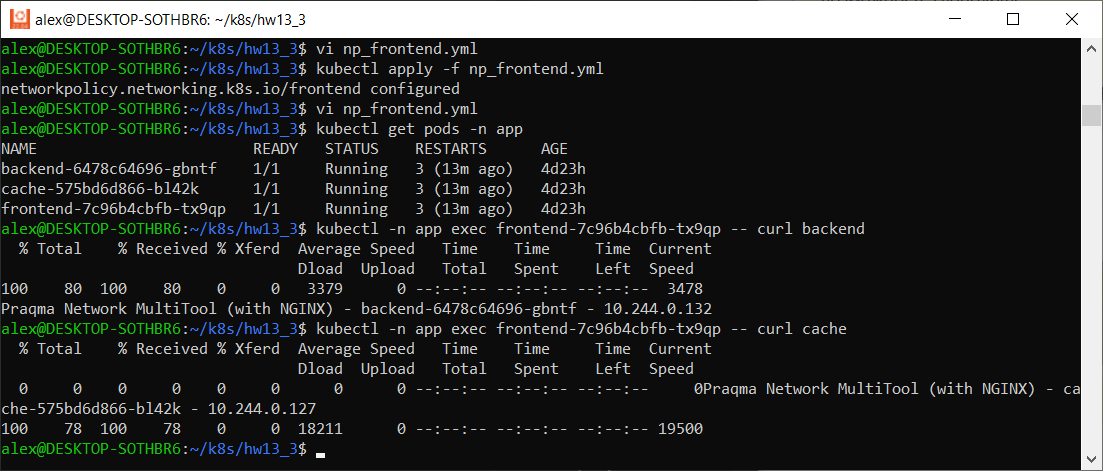 alex@DESKTOP-SOTHBR6: ~/k8s/hw13_3
alex@DESKTOP-SOTHBR6:~/k8s/hw13_3$ vi np_frontend.yml
alex@DESKTOP-SOTHBR6:~/k8s/hw13_3$ kubectl apply -f np_frontend.yml
networkpolicy.networking.k8s.io/frontend configured
alex@DESKTOP-SOTHBR6:~/k8s/hw13_3$ vi np_frontend.yml
alex@DESKTOP-SOTHBR6:~/k8s/hw13_3$ kubectl get pods -n app
NAME                        READY   STATUS    RESTARTS      AGE
backend-6478c64696-gbntf    1/1     Running   3 (13m ago)   4d23h
cache-575bd6d866-bl42k      1/1     Running   3 (13m ago)   4d23h
frontend-7c96b4cbfb-tx9qp   1/1     Running   3 (13m ago)   4d23h
alex@DESKTOP-SOTHBR6:~/k8s/hw13_3$ kubectl -n app exec frontend-7c96b4cbfb-tx9qp -- curl backend
  % Total    % Received % Xferd  Average Speed   Time    Time     Time  Current
                                 Dload  Upload   Total   Spent    Left  Speed
100    80  100    80    0     0   3379      0 --:--:-- --:--:-- --:--:--  3478
Praqma Network MultiTool (with NGINX) - backend-6478c64696-gbntf - 10.244.0.132
alex@DESKTOP-SOTHBR6:~/k8s/hw13_3$ kubectl -n app exec frontend-7c96b4cbfb-tx9qp -- curl cache
  % Total    % Received % Xferd  Average Speed   Time    Time     Time  Current
                                 Dload  Upload   Total   Spent    Left  Speed
  0     0    0     0    0     0      0      0 --:--:-- --:--:-- --:--:--     0Praqma Network MultiTool (with NGINX) - ca
che-575bd6d866-bl42k - 10.244.0.127
100    78  100    78    0     0  18211      0 --:--:-- --:--:-- --:--:-- 19500
alex@DESKTOP-SOTHBR6:~/k8s/hw13_3$